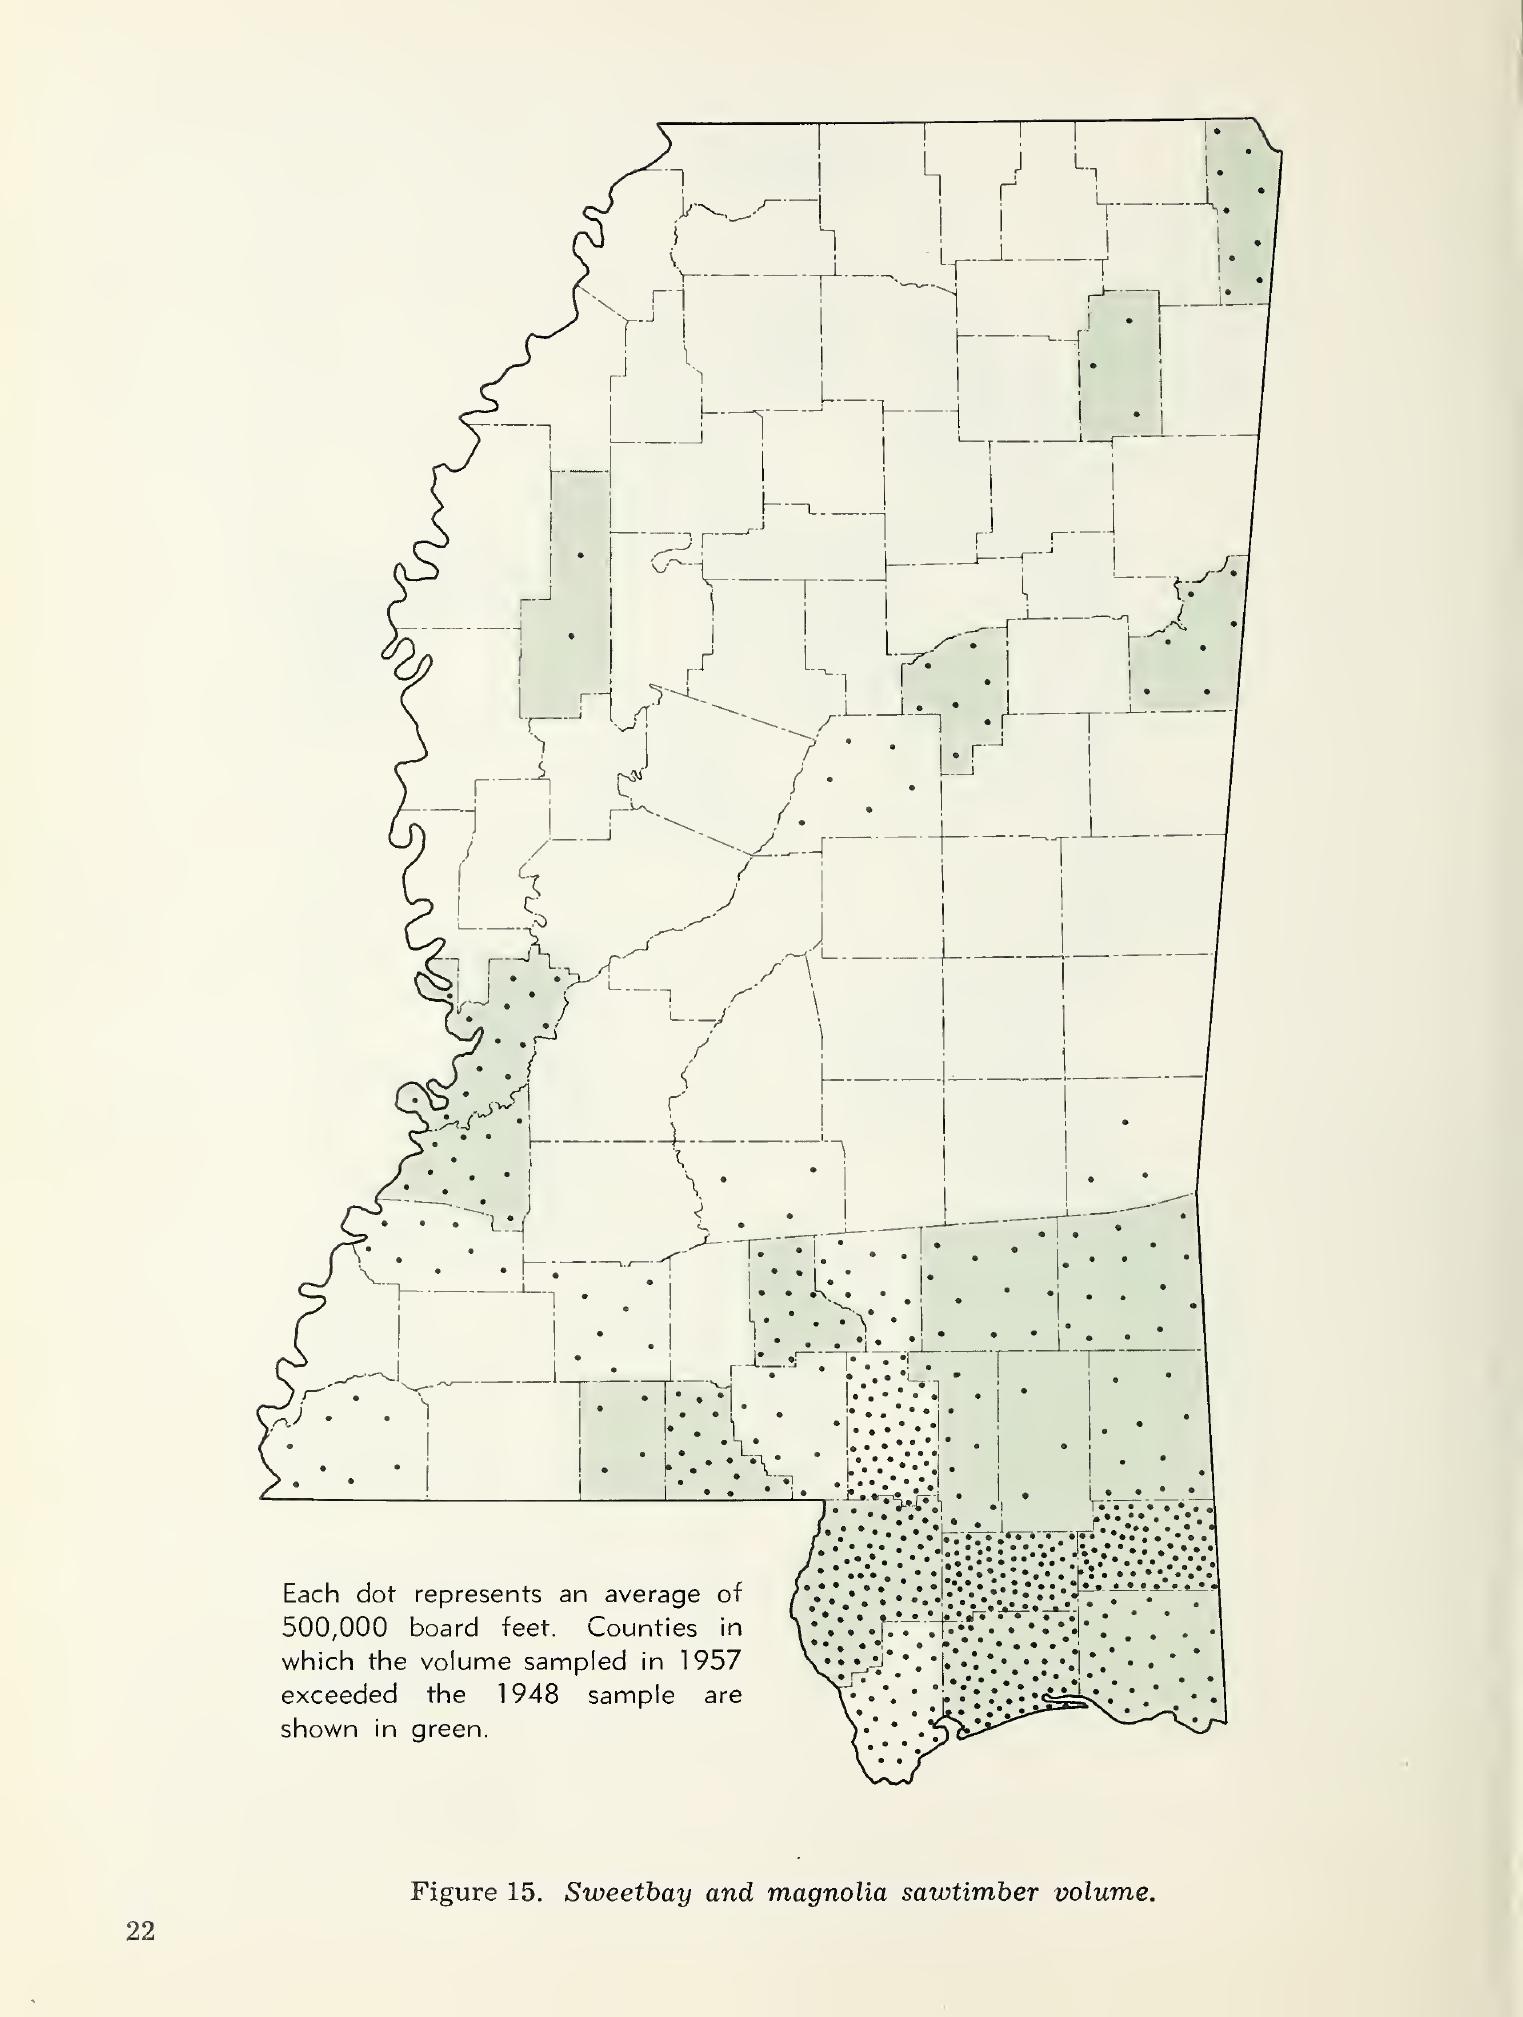 Each dot represents an average of
500,000 board feet. Counties in
which the volume sampled in 1957
exceeded the 1948 sample are
shown in green.
Figure 15. Sweetbay and magnolia sawtimber volume.
22